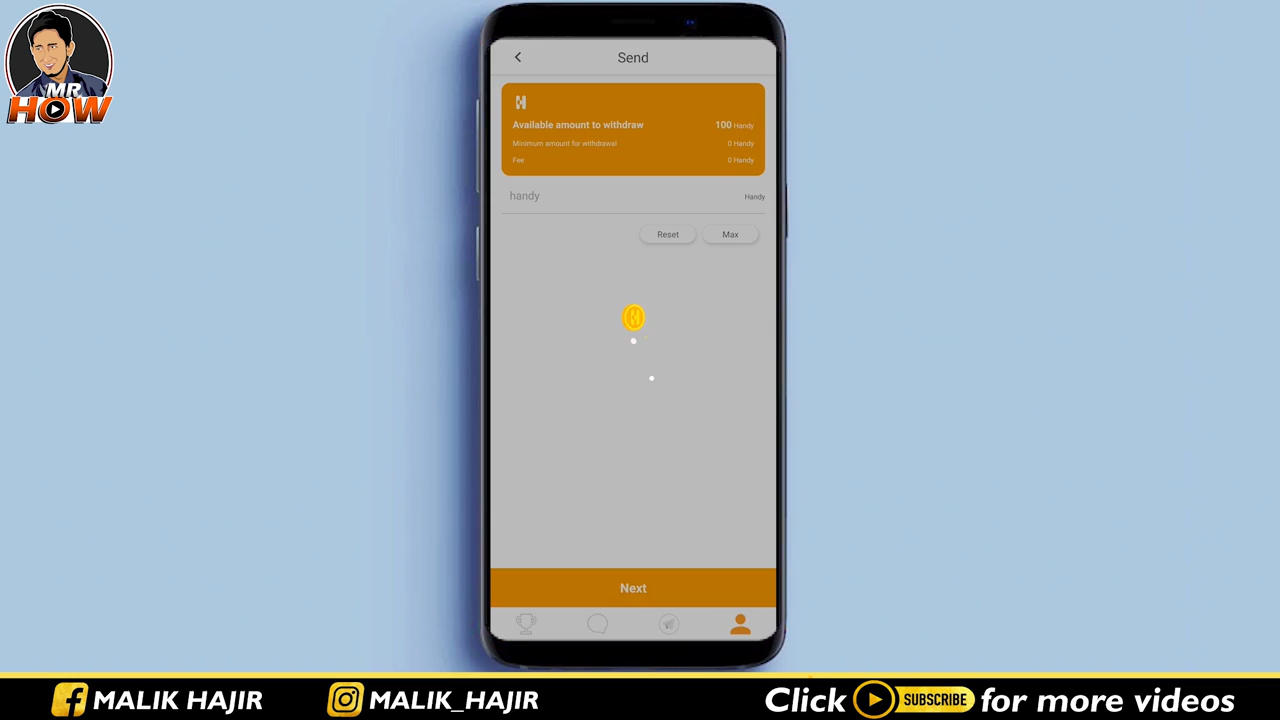 MR
HOW
Send
Available amount to withdraw 100 Handy
Minimum amount for withdrawal 0 Handy
Fee 0 Handy
handy Handy
Reset Max
Next
MALIK HAJIR MALIK_HAJIR Click SUBSCRIBE for more videos